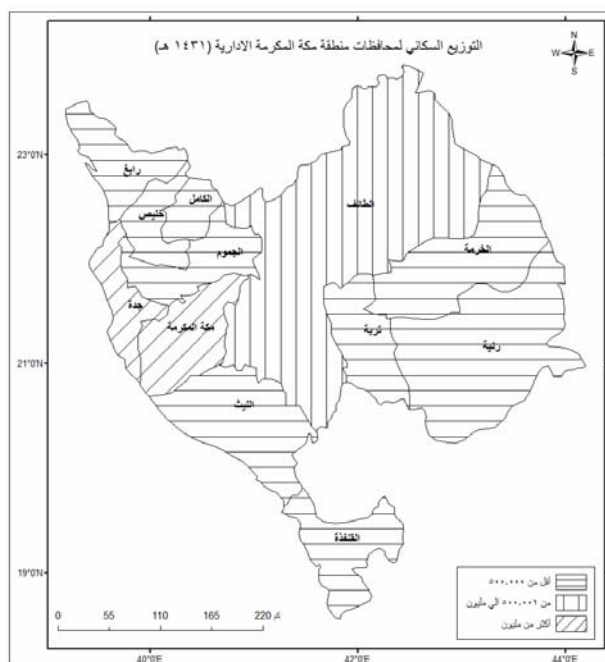 التوزيع السكاني لمحافظات منطقة مكة المكرمة الادارية (١٤٣١ هـ)
N
W E
S
23°0'N
21°0'N
19°0'N
رابغ
الكامل
خليص
الطائف
الجموم
الخرمة
جدة
مكة المكرمة
تربة
رنية
الليث
القنفذة
أقل من ٥٠٠.٠٠٠
من ٥٠٠.٠٠١ الي مليون
أكثر من مليون
0 55 110 165 220 كم
40°0'E 42°0'E 44°0'E